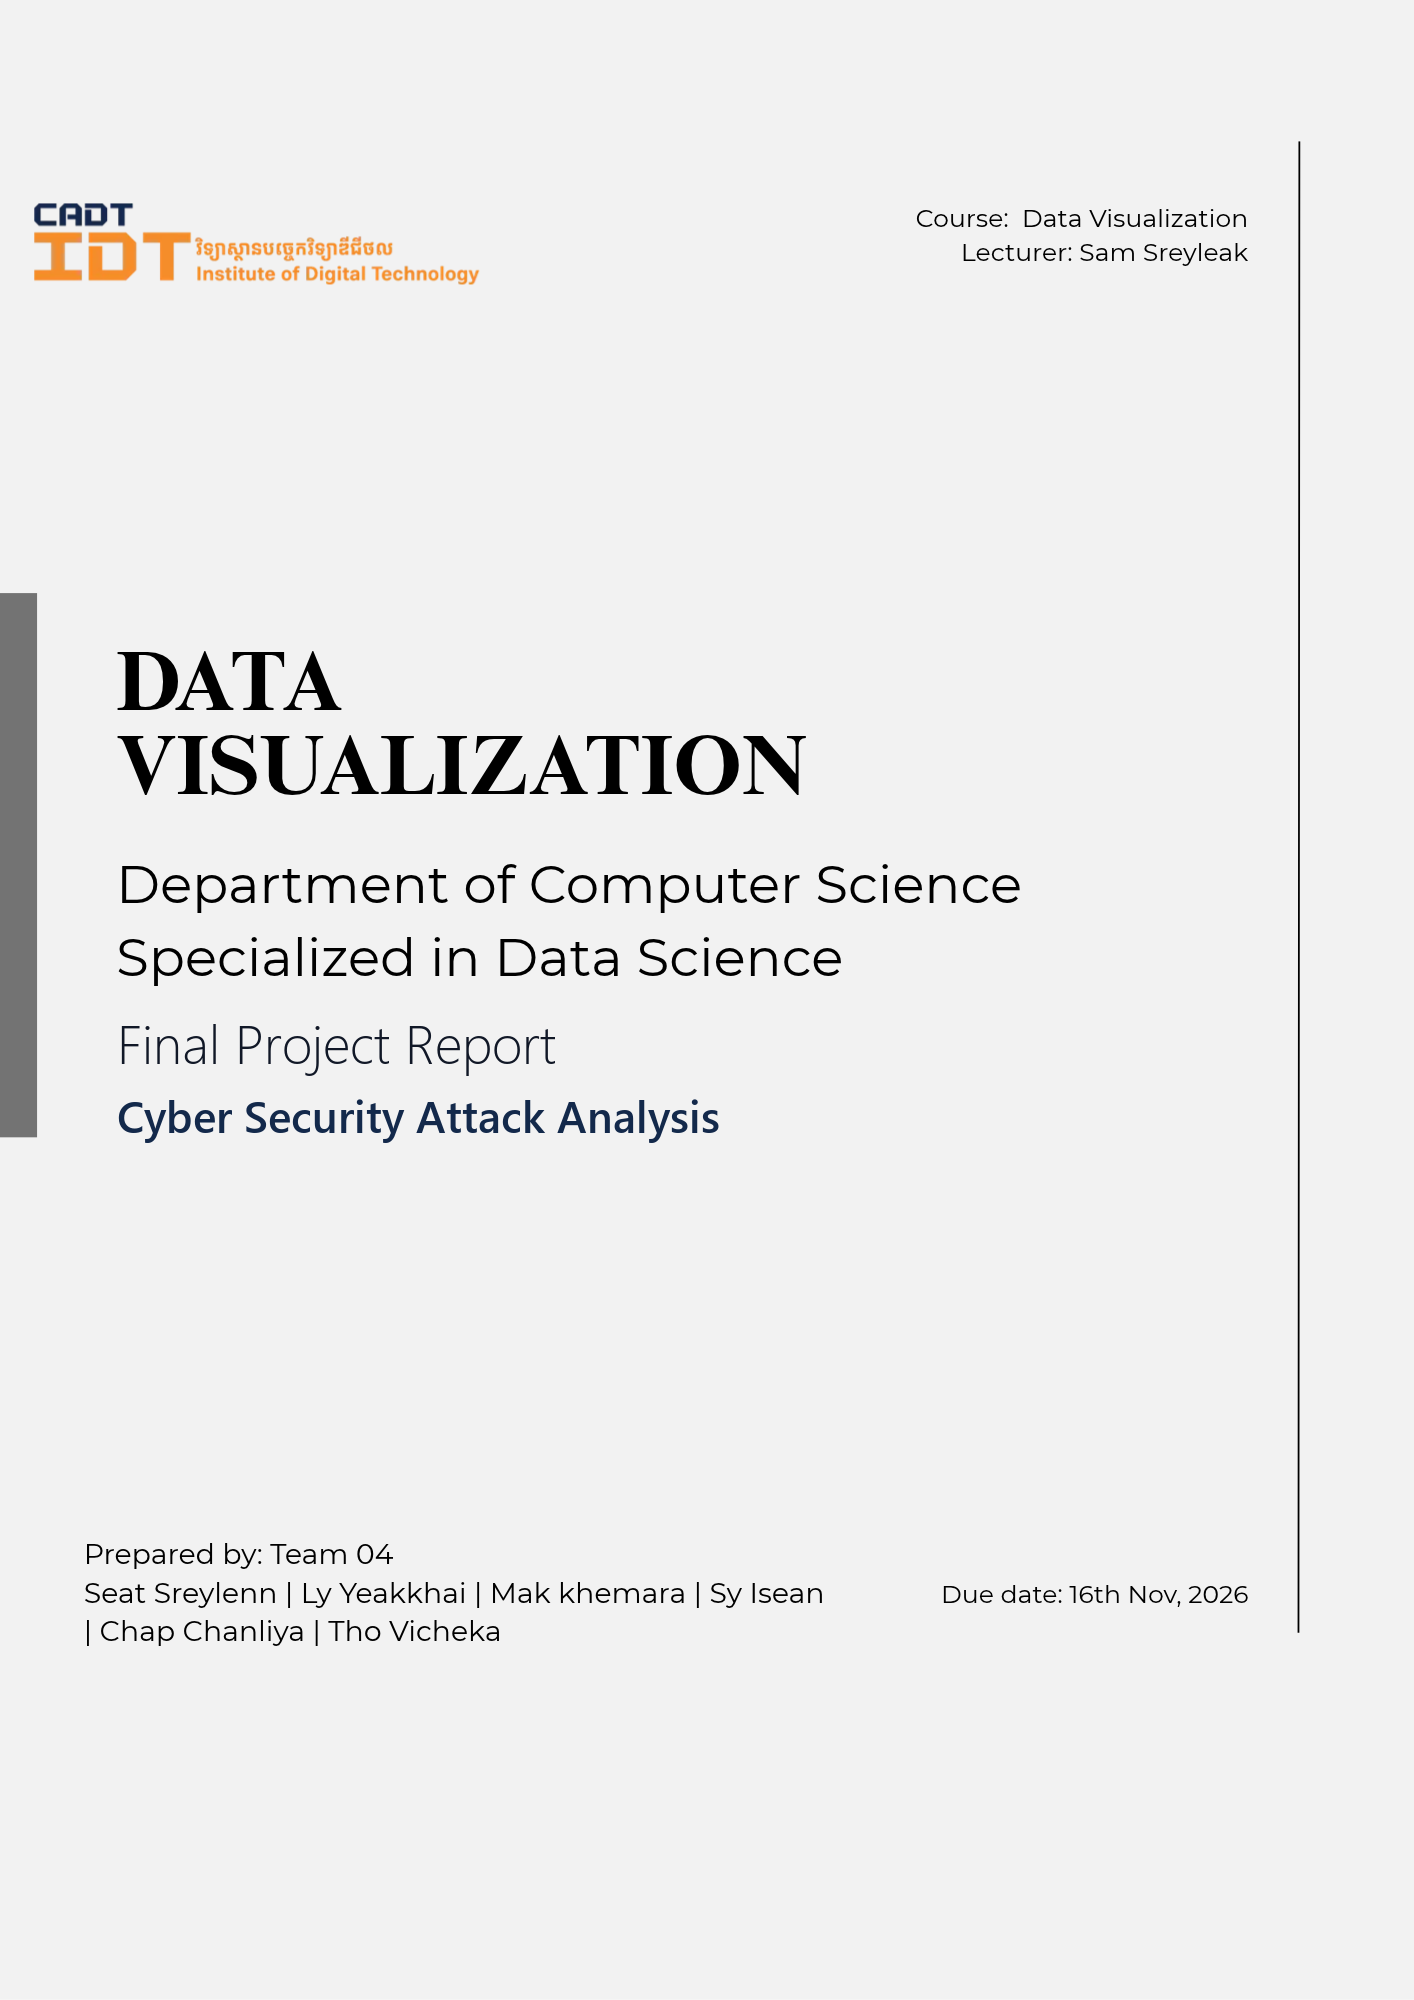 CADT
IDT
វិទ្យាស្ថានបច្ចេកវិទ្យាឌីជីថល
Institute of Digital Technology
Course:  Data Visualization
Lecturer: Sam Sreyleak
DATA
VISUALIZATION
Department of Computer Science
Specialized in Data Science
Final Project Report
Cyber Security Attack Analysis
Prepared by: Team 04
Seat Sreylenn | Ly Yeakkhai | Mak khemara | Sy Isean
| Chap Chanliya | Tho Vicheka
Due date: 16th Nov, 2026